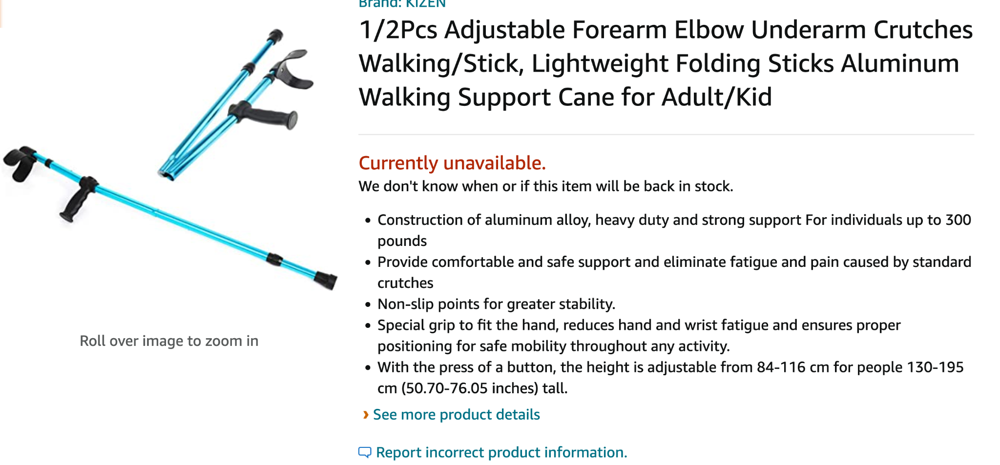 Brand: KIZEN
1/2Pcs Adjustable Forearm Elbow Underarm Crutches
Walking/Stick, Lightweight Folding Sticks Aluminum
Walking Support Cane for Adult/Kid
Currently unavailable.
We don't know when or if this item will be back in stock.
• Construction of aluminum alloy, heavy duty and strong support For individuals up to 300
pounds
• Provide comfortable and safe support and eliminate fatigue and pain caused by standard
crutches
• Non-slip points for greater stability.
• Special grip to fit the hand, reduces hand and wrist fatigue and ensures proper
positioning for safe mobility throughout any activity.
• With the press of a button, the height is adjustable from 84-116 cm for people 130-195
cm (50.70-76.05 inches) tall.
› See more product details
Report incorrect product information.
Roll over image to zoom in